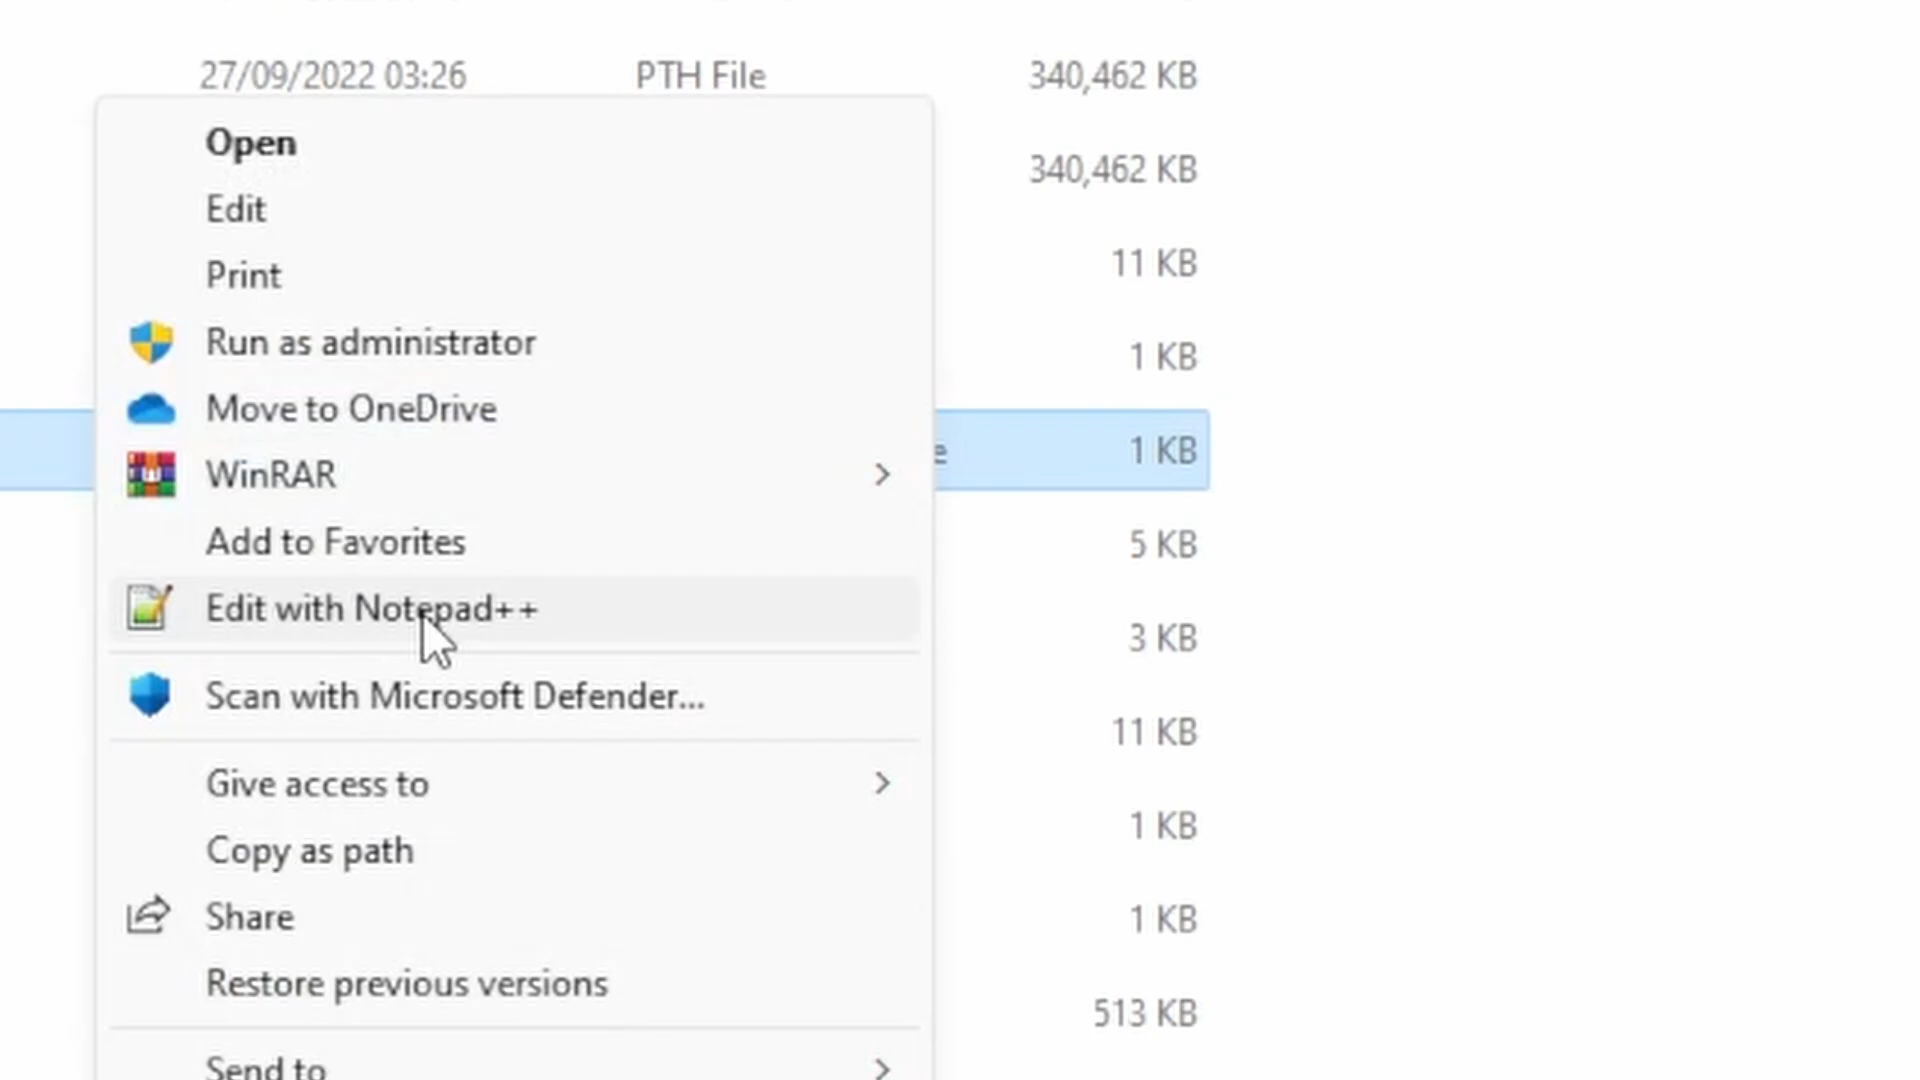 27/09/2022 03:26 PTH File 340,462 KB
Open
340,462 KB
Edit
Print
11 KB
Run as administrator
1 KB
Move to OneDrive
e 1 KB
WinRAR
Add to Favorites
5 KB
Edit with Notepad++
3 KB
Scan with Microsoft Defender...
11 KB
Give access to
1 KB
Copy as path
Share
1 KB
Restore previous versions
513 KB
Send to